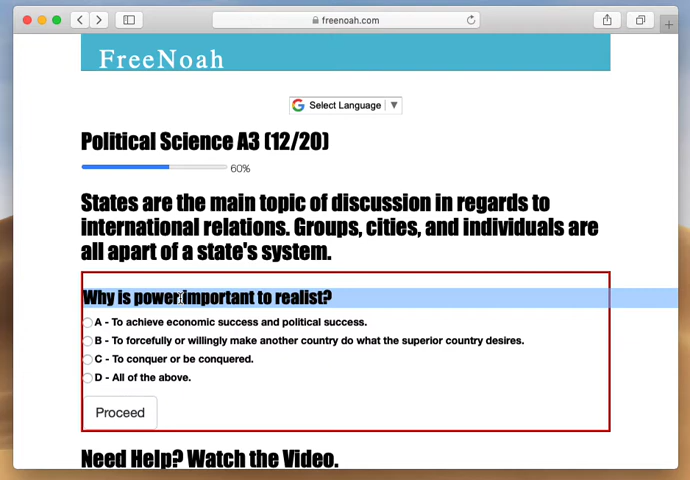 freenoah.com
FreeNoah
Select Language ▼
Political Science A3 (12/20)
60%
States are the main topic of discussion in regards to
international relations. Groups, cities, and individuals are
all apart of a state's system.
Why is power important to realist?
A - To achieve economic success and political success.
B - To forcefully or willingly make another country do what the superior country desires.
C - To conquer or be conquered.
D - All of the above.
Proceed
Need Help? Watch the Video.